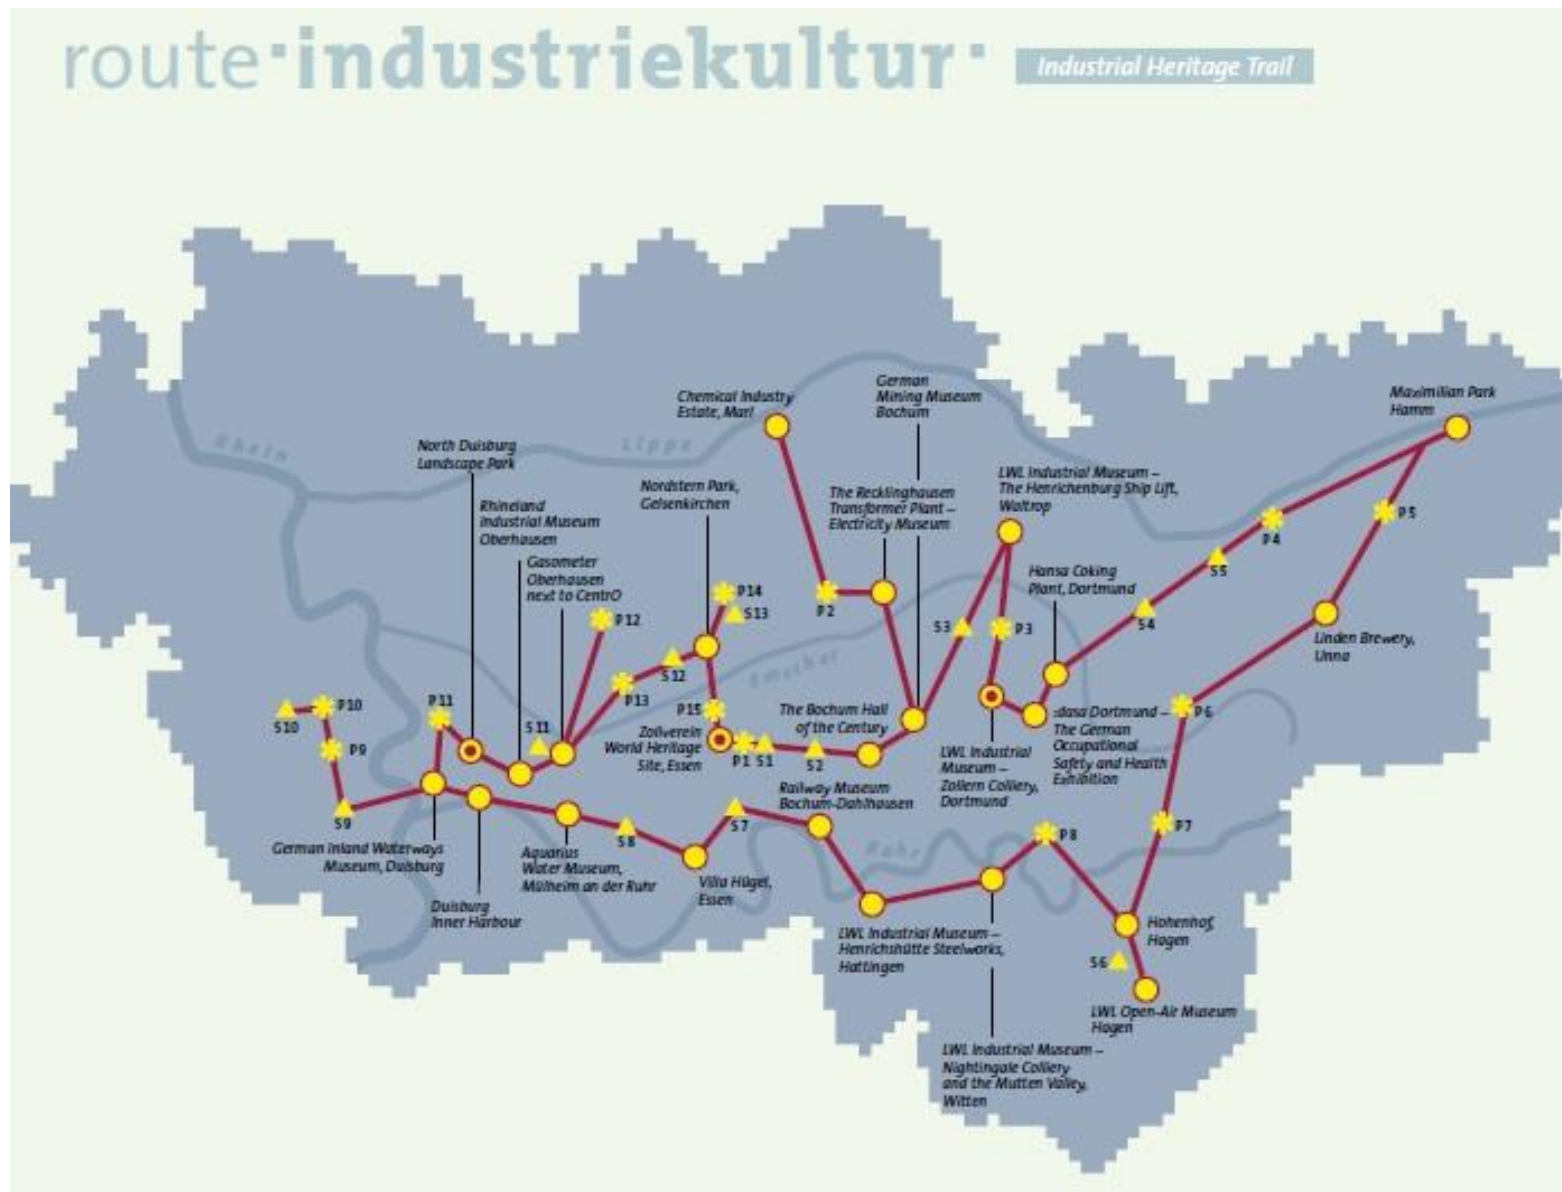 route·industriekultur·
Industrial Heritage Trail
Chemical Industry
Estate, Marl
German
Mining Museum
Bochum
Maximilian Park
Hamm
Rhein
Lippe
North Duisburg
Landscape Park
Nordstern Park,
Gelsenkirchen
The Recklinghausen
Transformer Plant –
Electricity Museum
LWL Industrial Museum –
The Henrichenburg Ship Lift,
Waltrop
Rhineland
Industrial Museum
Oberhausen
Gasometer
Oberhausen
next to CentrO
Hansa Coking
Plant, Dortmund
P5
P4
S5
P14
S13
P2
P12
S3
P3
S4
Linden Brewery,
Unna
Emscher
S12
P13
P10
S10
P11
P9
S11
P15
Zollverein
World Heritage
Site, Essen
P1
S1
S2
The Bochum Hall
of the Century
P6
LWL Industrial
Museum –
Zollern Colliery,
Dortmund
dasa Dortmund –
The German
Occupational
Safety and Health
Exhibition
Railway Museum
Bochum-Dahlhausen
S9
S8
S7
P8
P7
Ruhr
German Inland Waterways
Museum, Duisburg
Aquarius
Water Museum,
Mülheim an der Ruhr
Villa Hügel,
Essen
Duisburg
Inner Harbour
LWL Industrial Museum –
Henrichshütte Steelworks,
Hattingen
Hohenhof,
Hagen
S6
LWL Open-Air Museum
Hagen
LWL Industrial Museum –
Nightingale Colliery
and the Mutten Valley,
Witten